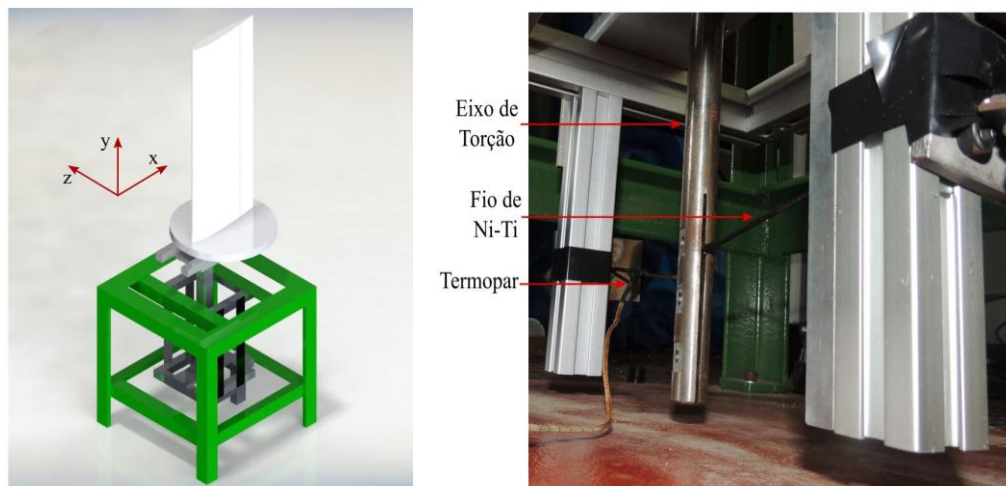 y
x
z
Eixo de
Torção
Fio de
Ni-Ti
Termopar